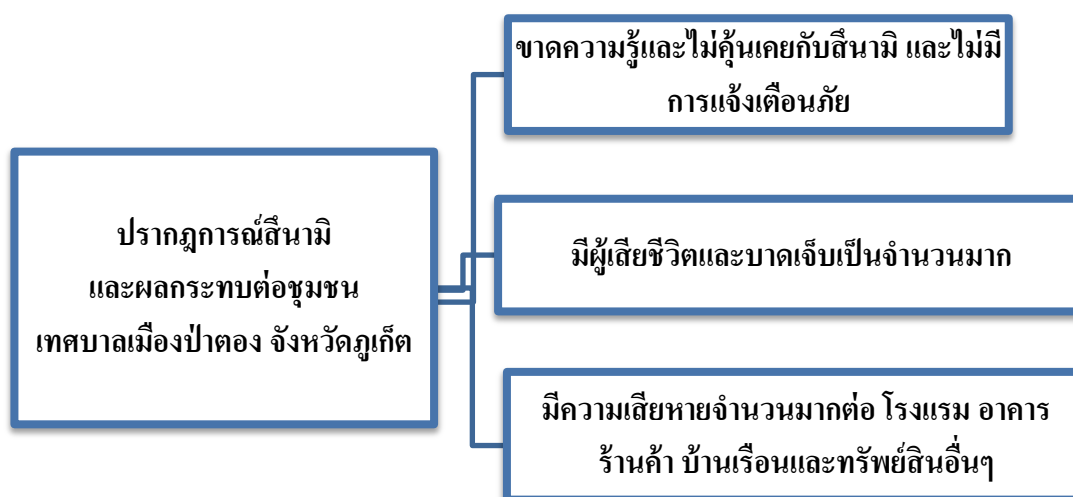 ขาดความรู้และไม่คุ้นเคยกับสึนามิ และไม่มี
การแจ้งเตือนภัย
ปรากฎการณ์สึนามิ
และผลกระทบต่อชุมชน
เทศบาลเมืองป่าตอง จังหวัดภูเก็ต
มีผู้เสียชีวิตและบาดเจ็บเป็นจำนวนมาก
มีความเสียหายจำนวนมากต่อ โรงแรม อาคาร
ร้านค้า บ้านเรือนและทรัพย์สินอื่นๆ